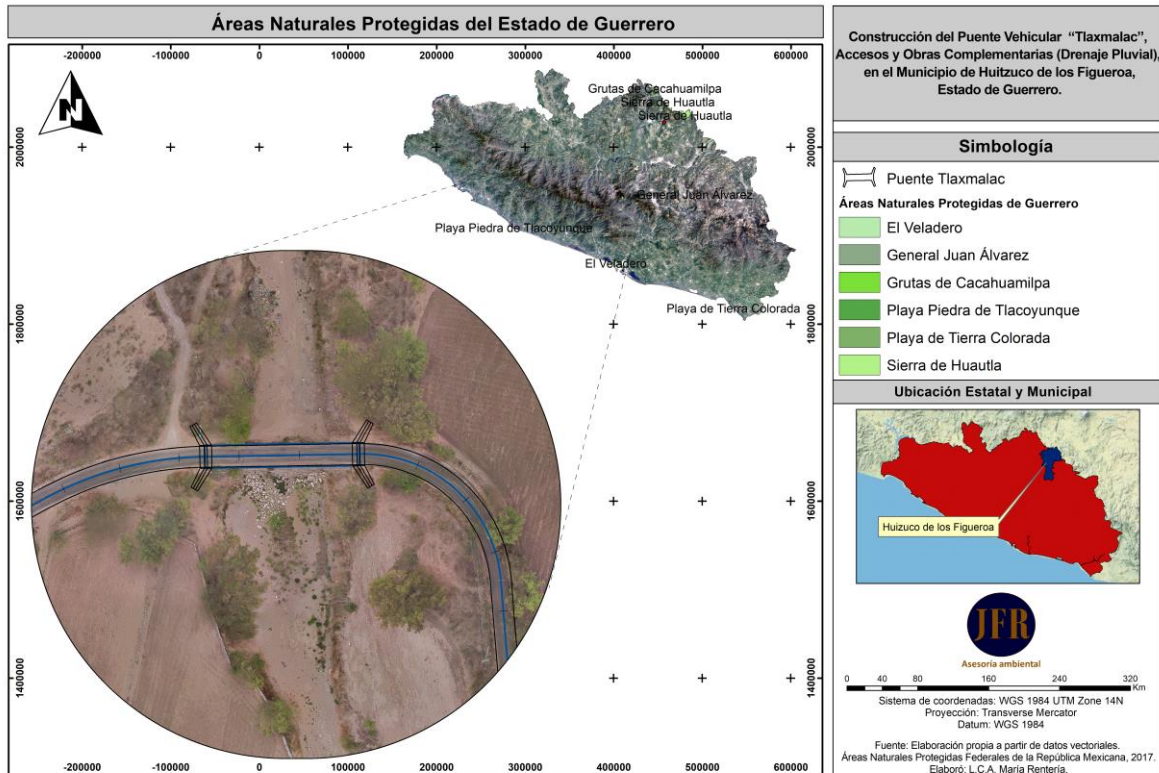 Áreas Naturales Protegidas del Estado de Guerrero
-200000 -100000 0 100000 200000 300000 400000 500000 600000
N
Grutas de Cacahuamilpa
Sierra de Huautla
Sierra de Huautla
General Juan Álvarez
Playa Piedra de Tlacoyunque
El Veladero
Playa de Tierra Colorada
2000000 2000000
1800000 1800000
1600000 1600000
1400000 1400000
-200000 -100000 0 100000 200000 300000 400000 500000 600000
Construcción del Puente Vehicular “Tlaxmalac”,
Accesos y Obras Complementarias (Drenaje Pluvial),
en el Municipio de Huitzuco de los Figueroa,
Estado de Guerrero.
Simbología
Puente Tlaxmalac
Áreas Naturales Protegidas de Guerrero
El Veladero
General Juan Álvarez
Grutas de Cacahuamilpa
Playa Piedra de Tlacoyunque
Playa de Tierra Colorada
Sierra de Huautla
Ubicación Estatal y Municipal
Huizuco de los Figueroa
JFR
Asesoría ambiental
0 40 80 160 240 320
Km
Sistema de coordenadas: WGS 1984 UTM Zone 14N
Proyección: Transverse Mercator
Datum: WGS 1984
Fuente: Elaboración propia a partir de datos vectoriales.
Áreas Naturales Protegidas Federales de la República Mexicana, 2017.
Elaboró: L.C.A. María Rentería.